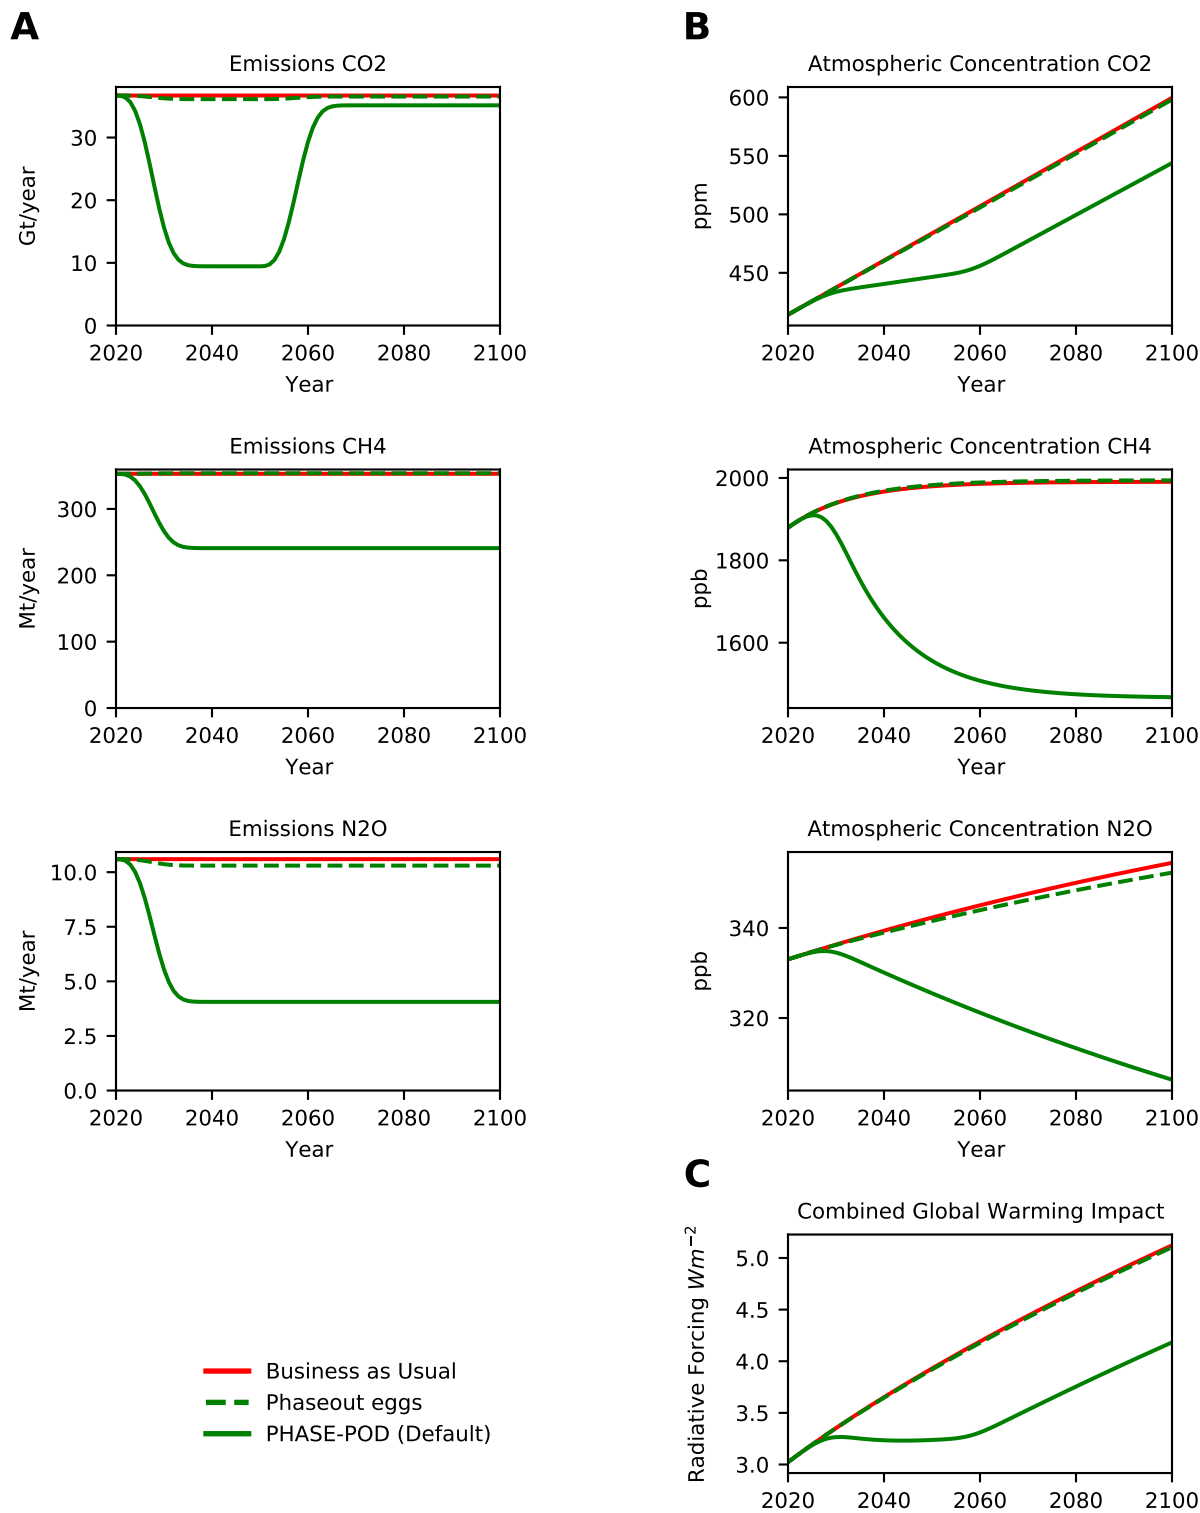 A
Emissions CO2
Gt/year
30
20
10
0
2020 2040 2060 2080 2100
Year
B
Atmospheric Concentration CO2
ppm
600
550
500
450
2020 2040 2060 2080 2100
Year
Emissions CH4
Mt/year
300
200
100
0
2020 2040 2060 2080 2100
Year
Atmospheric Concentration CH4
ppb
2000
1800
1600
2020 2040 2060 2080 2100
Year
Emissions N2O
Mt/year
10.0
7.5
5.0
2.5
0.0
2020 2040 2060 2080 2100
Year
Atmospheric Concentration N2O
ppb
340
320
2020 2040 2060 2080 2100
Year
C
Combined Global Warming Impact
Radiative Forcing Wm⁻²
5.0
4.5
4.0
3.5
3.0
2020 2040 2060 2080 2100
Business as Usual
Phaseout eggs
PHASE-POD (Default)